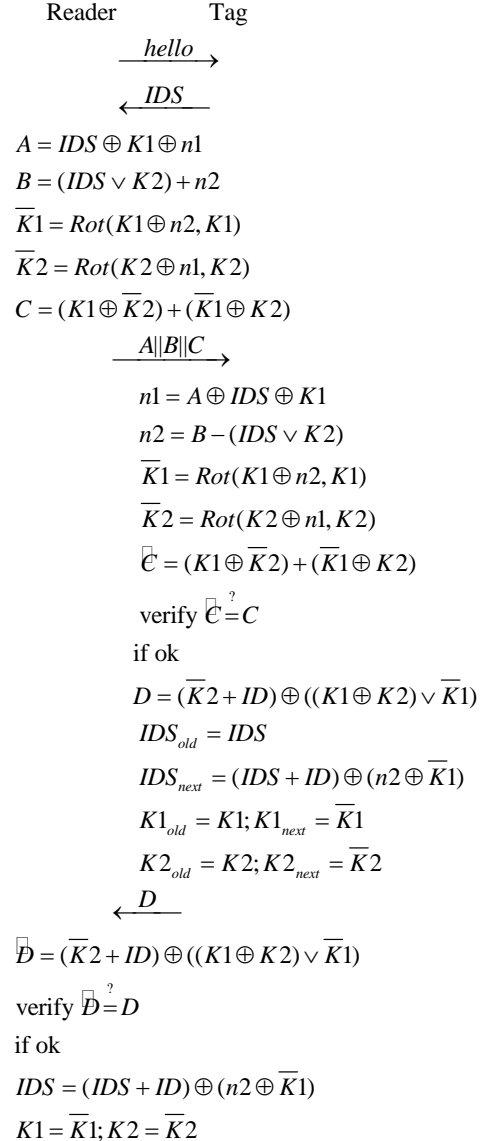 Reader Tag
hello
IDS
A = IDS ⊕ K1 ⊕ n1
B = (IDS ∨ K2) + n2
K̅1 = Rot(K1 ⊕ n2, K1)
K̅2 = Rot(K2 ⊕ n1, K2)
C = (K1 ⊕ K̅2) + (K̅1 ⊕ K2)
A||B||C
n1 = A ⊕ IDS ⊕ K1
n2 = B − (IDS ∨ K2)
K̅1 = Rot(K1 ⊕ n2, K1)
K̅2 = Rot(K2 ⊕ n1, K2)
C = (K1 ⊕ K̅2) + (K̅1 ⊕ K2)
verify C ≟ C
if ok
D = (K̅2 + ID) ⊕ ((K1 ⊕ K2) ∨ K̅1)
IDS_old = IDS
IDS_next = (IDS + ID) ⊕ (n2 ⊕ K̅1)
K1_old = K1; K1_next = K̅1
K2_old = K2; K2_next = K̅2
D
D = (K̅2 + ID) ⊕ ((K1 ⊕ K2) ∨ K̅1)
verify D ≟ D
if ok
IDS = (IDS + ID) ⊕ (n2 ⊕ K̅1)
K1 = K̅1; K2 = K̅2